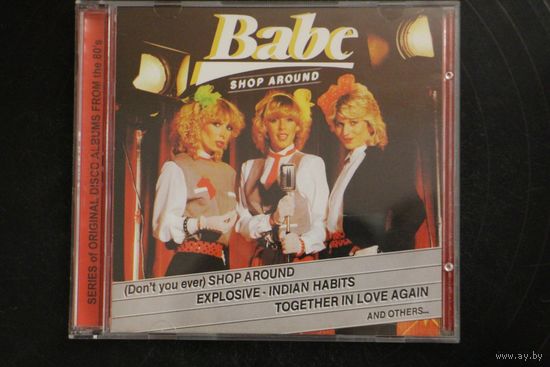 Babe
SHOP AROUND
SERIES of ORIGINAL DISCO ALBUMS FROM the 80's
(Don't you ever) SHOP AROUND
EXPLOSIVE - INDIAN HABITS
TOGETHER IN LOVE AGAIN
AND OTHERS...
www.ay.by